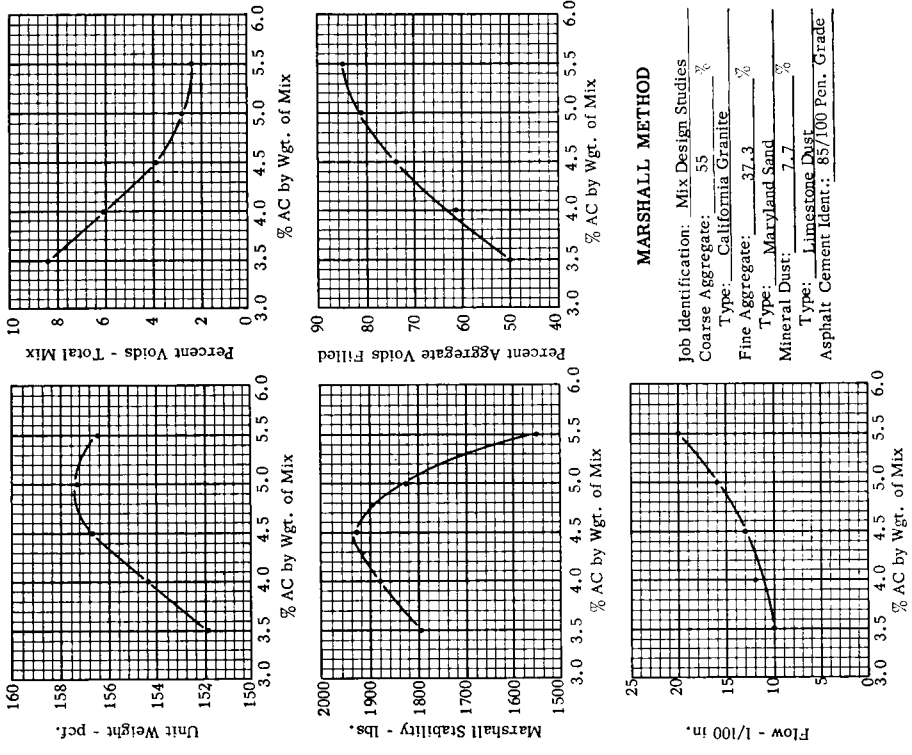 160
158
156
154
152
150
Unit Weight - pcf.
3.0 3.5 4.0 4.5 5.0 5.5 6.0
% AC by Wgt. of Mix
10
8
6
4
2
0
Percent Voids - Total Mix
3.0 3.5 4.0 4.5 5.0 5.5 6.0
% AC by Wgt. of Mix
2000
1900
1800
1700
1600
1500
Marshall Stability - lbs.
3.0 3.5 4.0 4.5 5.0 5.5 6.0
% AC by Wgt. of Mix
90
80
70
60
50
40
Percent Aggregate Voids Filled
3.0 3.5 4.0 4.5 5.0 5.5 6.0
% AC by Wgt. of Mix
25
20
15
10
5
0
Flow - 1/100 in.
3.0 3.5 4.0 4.5 5.0 5.5 6.0
% AC by Wgt. of Mix
MARSHALL METHOD
Job Identification: Mix Design Studies
Coarse Aggregate: 55 %
Type: California Granite
Fine Aggregate: 37.3 %
Type: Maryland Sand
Mineral Dust: 7.7 %
Type: Limestone Dust
Asphalt Cement Ident.: 85/100 Pen. Grade